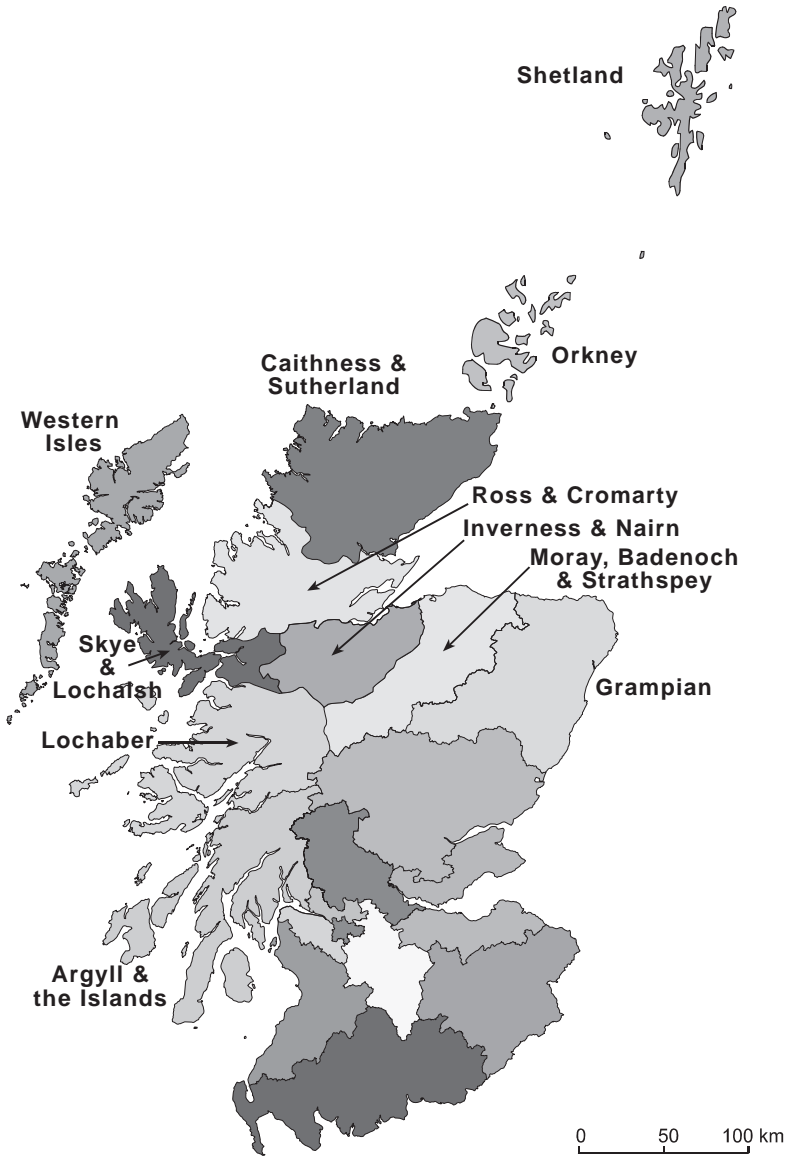 Shetland
Orkney
Caithness &
Sutherland
Western
Isles
Ross & Cromarty
Inverness & Nairn
Moray, Badenoch
& Strathspey
Skye
&
Lochalsh
Grampian
Lochaber
Argyll &
the Islands
0 50 100 km